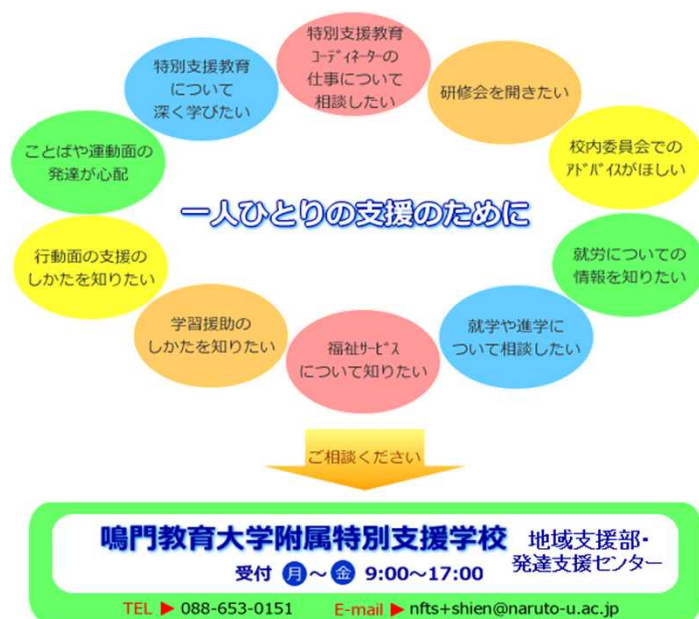 特別支援教育
コーディネーターの
仕事について
相談したい
特別支援教育
について
深く学びたい
研修会を開きたい
ことばや運動面の
発達が心配
校内委員会での
アドバイスがほしい
一人ひとりの支援のために
行動面の支援の
しかたを知りたい
就労についての
情報を知りたい
学習援助の
しかたを知りたい
福祉サービス
について知りたい
就学や進学に
ついて相談したい
ご相談ください
鳴門教育大学附属特別支援学校
地域支援部・
発達支援センター
受付 月～金 9:00～17:00
TEL ▶ 088-653-0151 E-mail ▶ nfts+shien@naruto-u.ac.jp